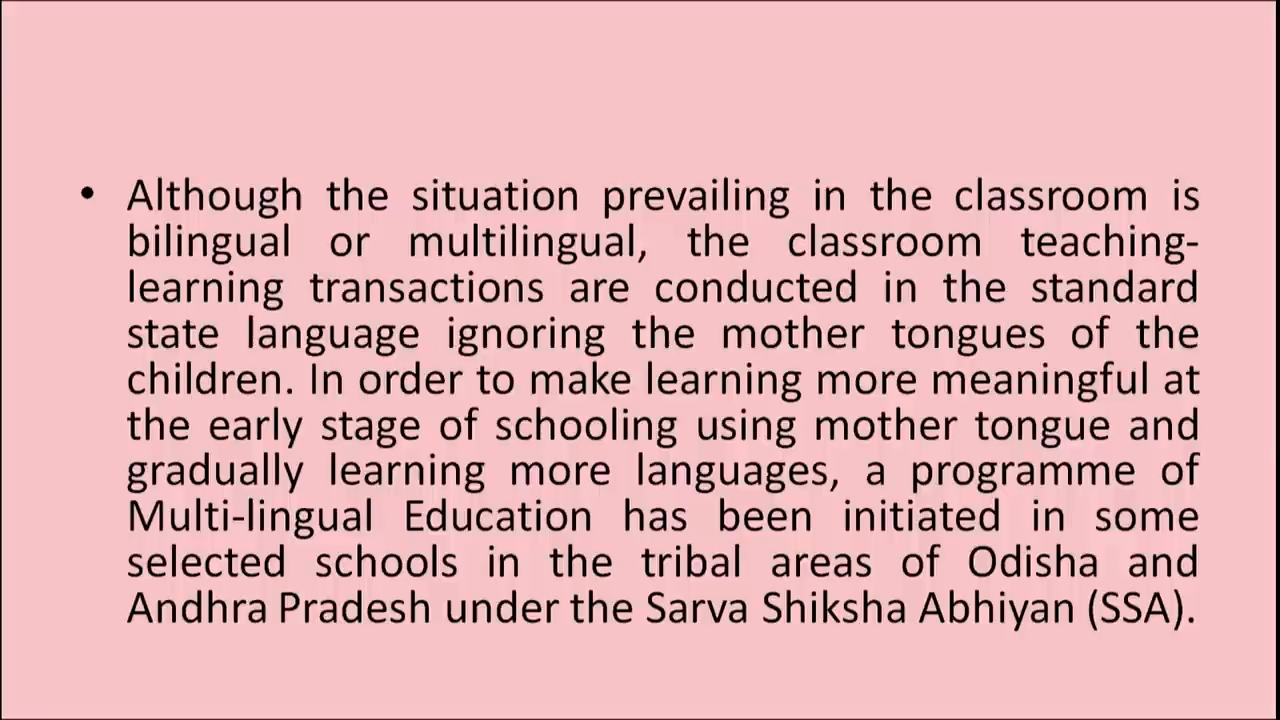 • Although the situation prevailing in the classroom is
bilingual or multilingual, the classroom teaching-
learning transactions are conducted in the standard
state language ignoring the mother tongues of the
children. In order to make learning more meaningful at
the early stage of schooling using mother tongue and
gradually learning more languages, a programme of
Multi-lingual Education has been initiated in some
selected schools in the tribal areas of Odisha and
Andhra Pradesh under the Sarva Shiksha Abhiyan (SSA).